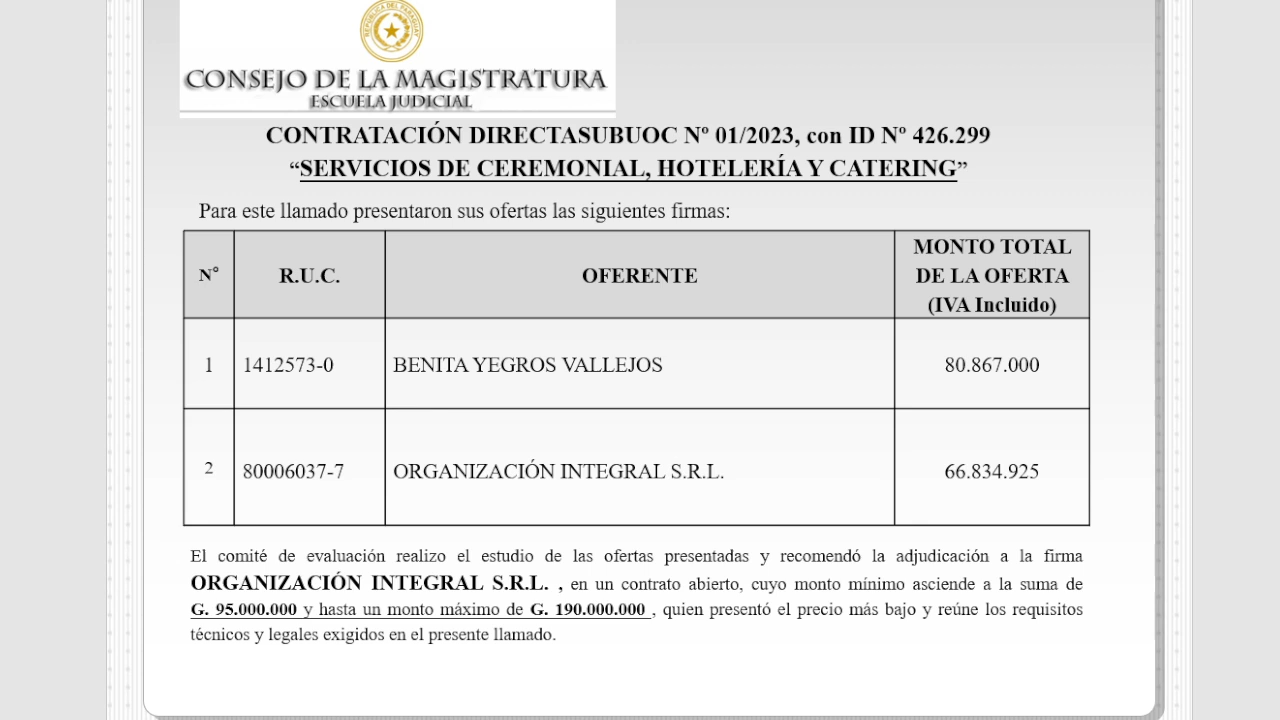 REPÚBLICA DEL PARAGUAY
CONSEJO DE LA MAGISTRATURA
ESCUELA JUDICIAL
CONTRATACIÓN DIRECTASUBUOC Nº 01/2023, con ID Nº 426.299
“SERVICIOS DE CEREMONIAL, HOTELERÍA Y CATERING”
Para este llamado presentaron sus ofertas las siguientes firmas:
N° R.U.C. OFERENTE MONTO TOTAL
DE LA OFERTA
(IVA Incluido)
1 1412573-0 BENITA YEGROS VALLEJOS 80.867.000
2 80006037-7 ORGANIZACIÓN INTEGRAL S.R.L. 66.834.925
El comité de evaluación realizo el estudio de las ofertas presentadas y recomendó la adjudicación a la firma
ORGANIZACIÓN INTEGRAL S.R.L. , en un contrato abierto, cuyo monto mínimo asciende a la suma de
G. 95.000.000 y hasta un monto máximo de G. 190.000.000 , quien presentó el precio más bajo y reúne los requisitos
técnicos y legales exigidos en el presente llamado.